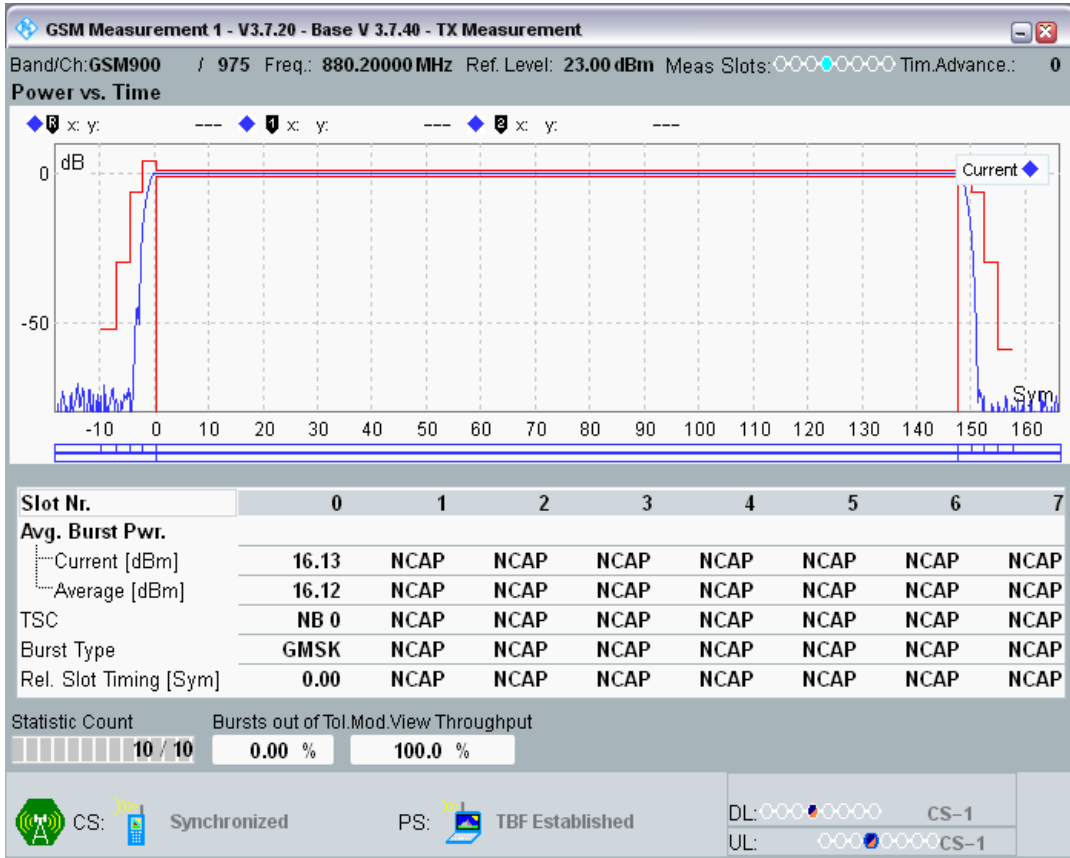 GSM Measurement 1 - V3.7.20 - Base V 3.7.40 - TX Measurement
Band/Ch:GSM900 / 975 Freq.: 880.20000 MHz Ref. Level: 23.00 dBm Meas Slots: Tim.Advance.: 0
Power vs. Time
R x: y: --- 1 x: y: --- 2 x: y: ---
dB
Current
0
-50
Sym
-10 0 10 20 30 40 50 60 70 80 90 100 110 120 130 140 150 160
Slot Nr. 0 1 2 3 4 5 6 7
Avg. Burst Pwr.
Current [dBm] 16.13 NCAP NCAP NCAP NCAP NCAP NCAP NCAP
Average [dBm] 16.12 NCAP NCAP NCAP NCAP NCAP NCAP NCAP
TSC NB 0 NCAP NCAP NCAP NCAP NCAP NCAP NCAP
Burst Type GMSK NCAP NCAP NCAP NCAP NCAP NCAP NCAP
Rel. Slot Timing [Sym] 0.00 NCAP NCAP NCAP NCAP NCAP NCAP NCAP
Statistic Count Bursts out of Tol.Mod.View Throughput
10 / 10 0.00 % 100.0 %
CS: Synchronized PS: TBF Established
DL: CS-1
UL: CS-1